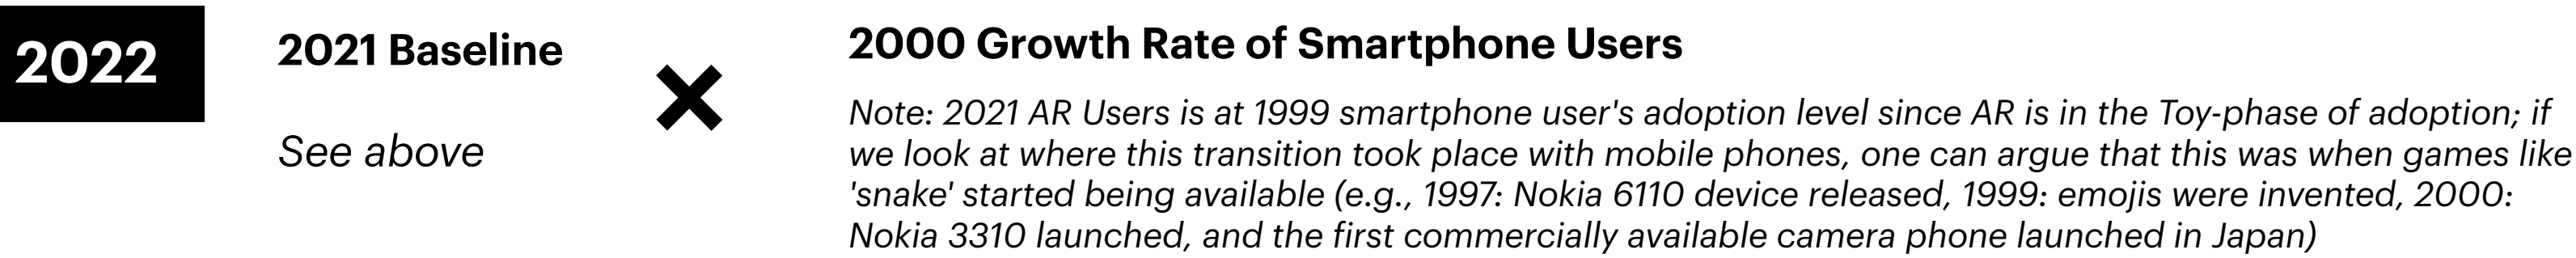 2022
2021 Baseline
See above
×
2000 Growth Rate of Smartphone Users
Note: 2021 AR Users is at 1999 smartphone user's adoption level since AR is in the Toy-phase of adoption; if
we look at where this transition took place with mobile phones, one can argue that this was when games like
'snake' started being available (e.g., 1997: Nokia 6110 device released, 1999: emojis were invented, 2000:
Nokia 3310 launched, and the first commercially available camera phone launched in Japan)